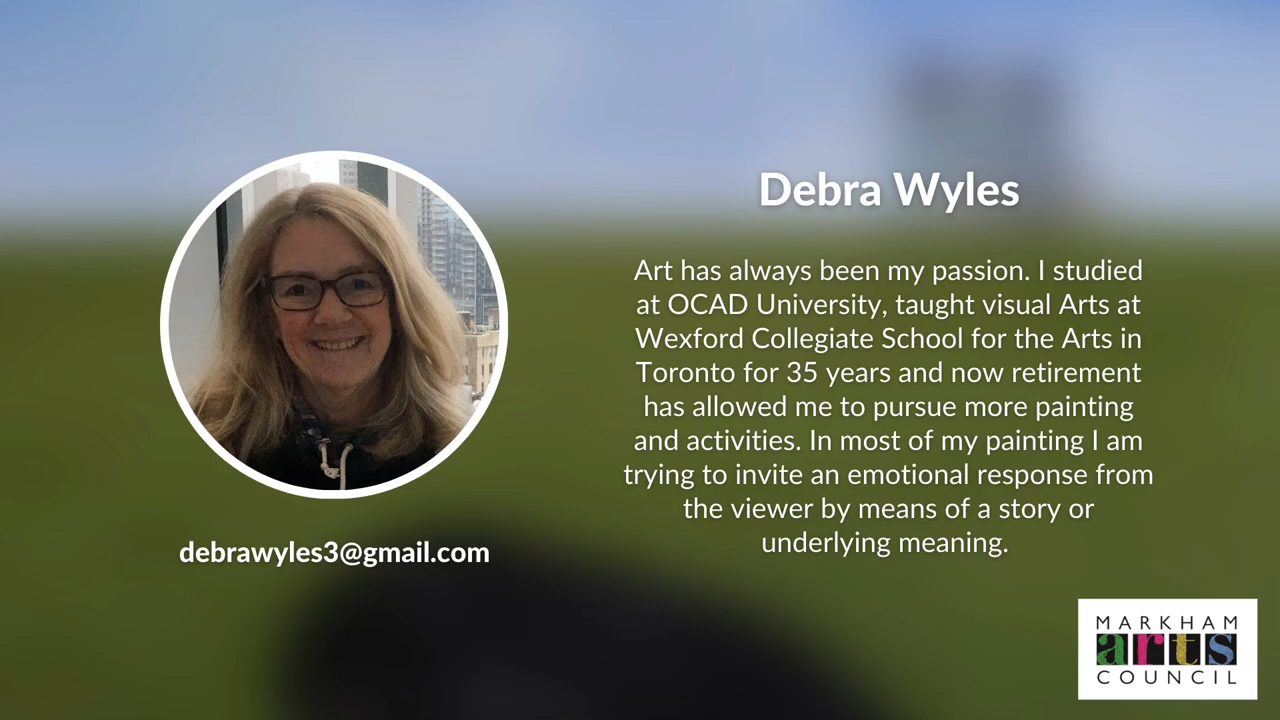 Debra Wyles
Art has always been my passion. I studied
at OCAD University, taught visual Arts at
Wexford Collegiate School for the Arts in
Toronto for 35 years and now retirement
has allowed me to pursue more painting
and activities. In most of my painting I am
trying to invite an emotional response from
the viewer by means of a story or
underlying meaning.
debrawyles3@gmail.com
MARKHAM
arts
COUNCIL